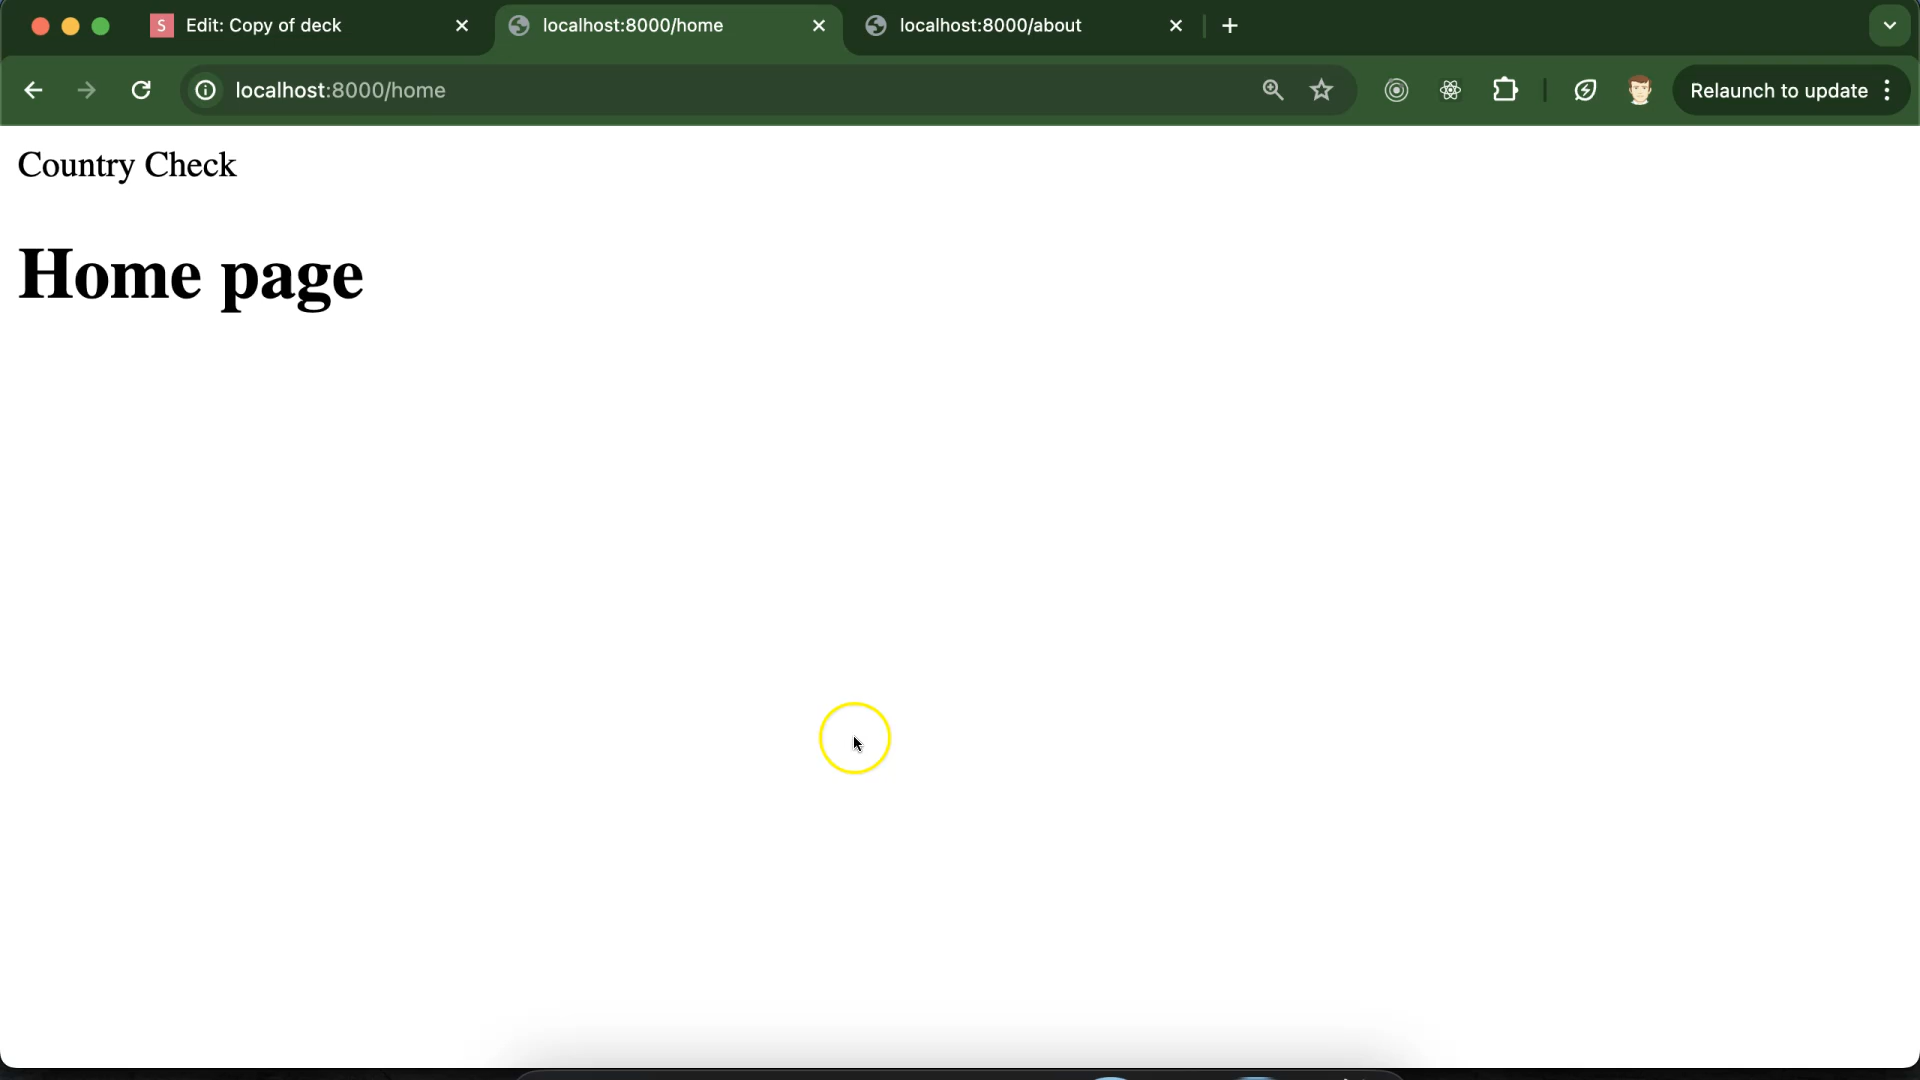 S Edit: Copy of deck
localhost:8000/home
localhost:8000/about
localhost:8000/home
Relaunch to update
Country Check
Home page